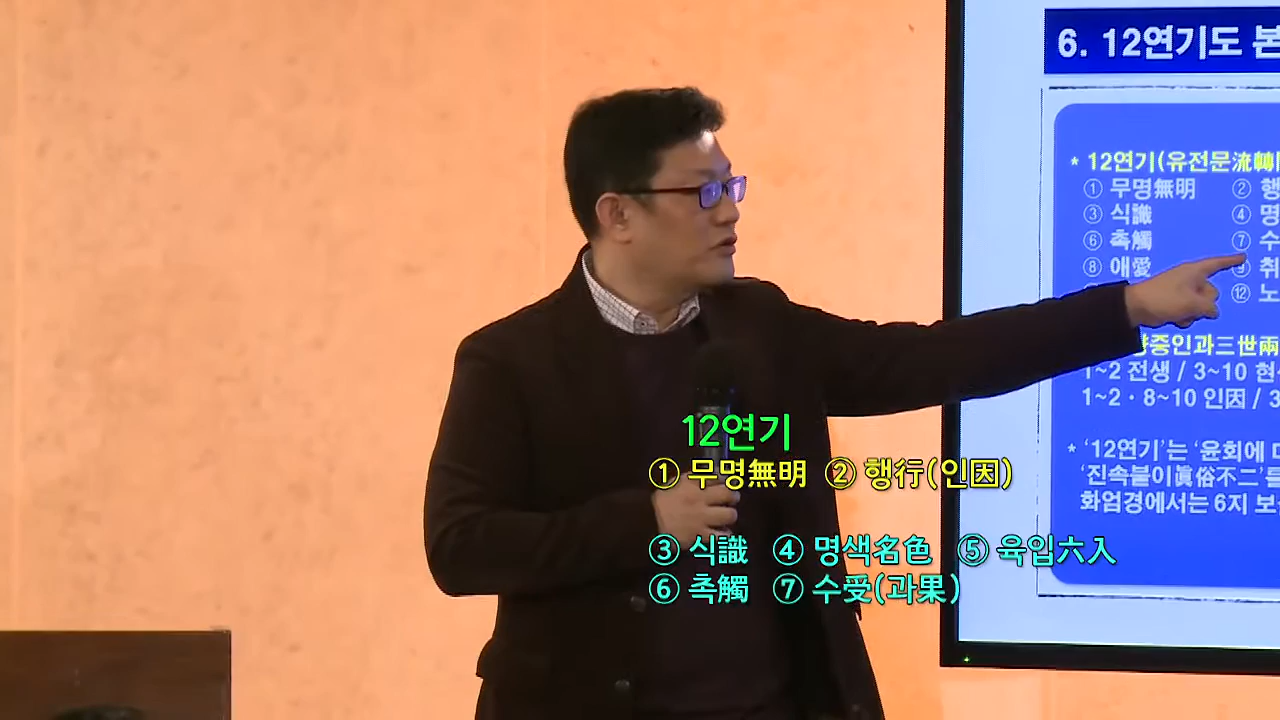 6. 12연기도
* 12연기(유전문流轉
① 무명無明 ② 행
③ 식識 ④ 명
⑥ 촉觸 ⑦ 수
⑧ 애愛 ⑨ 취
⑫ 노
중인과三世兩
1~2 전생 / 3~10 현
1~2 · 8~10 인因 / 3
* '12연기'는 '윤회에
'진속불이眞俗不二'를
화엄경에서는 6지 보
12연기
① 무명無明 ② 행行(인因)
③ 식識 ④ 명색名色 ⑤ 육입六入
⑥ 촉觸 ⑦ 수受(과果)